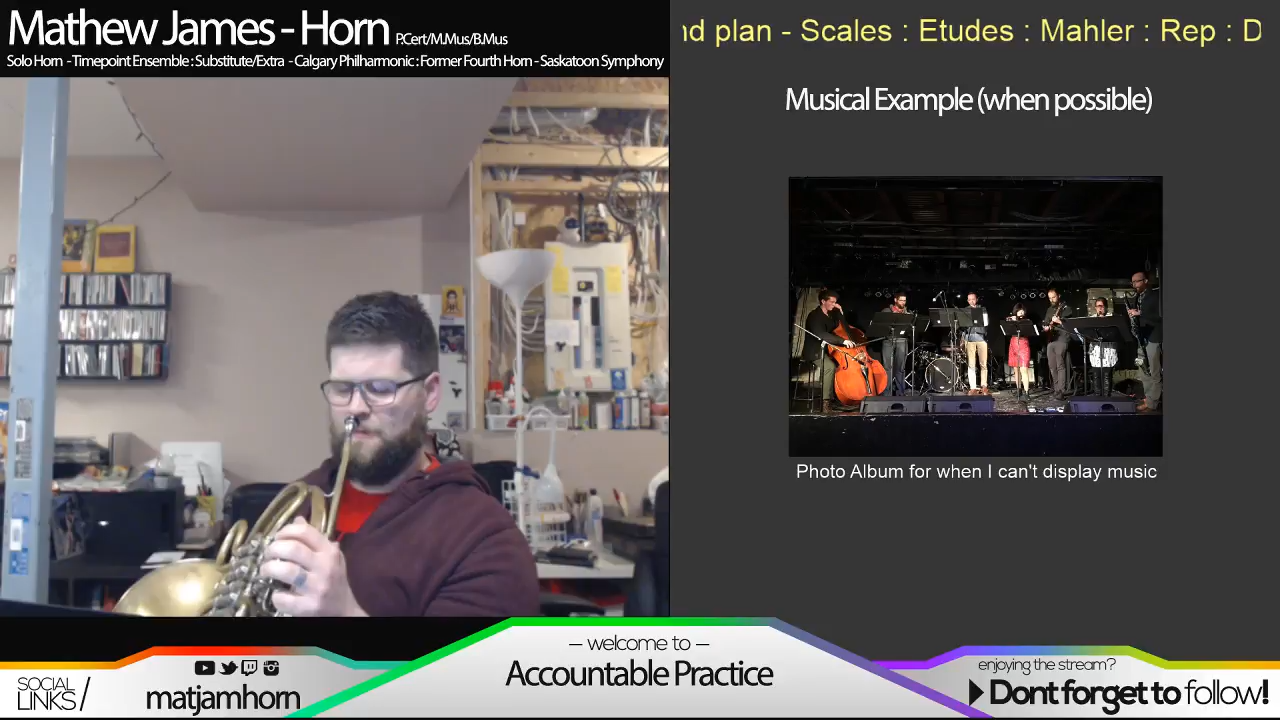 Mathew James - Horn P.Cert/M.Mus/B.Mus
Solo Horn - Timepoint Ensemble : Substitute/Extra - Calgary Philharmonic : Former Fourth Horn - Saskatoon Symphony
nd plan - Scales : Etudes : Mahler : Rep : D
Musical Example (when possible)
Photo Album for when I can't display music
SOCIAL
LINKS /
matjamhorn
– welcome to –
Accountable Practice
enjoying the stream?
Dont forget to follow!